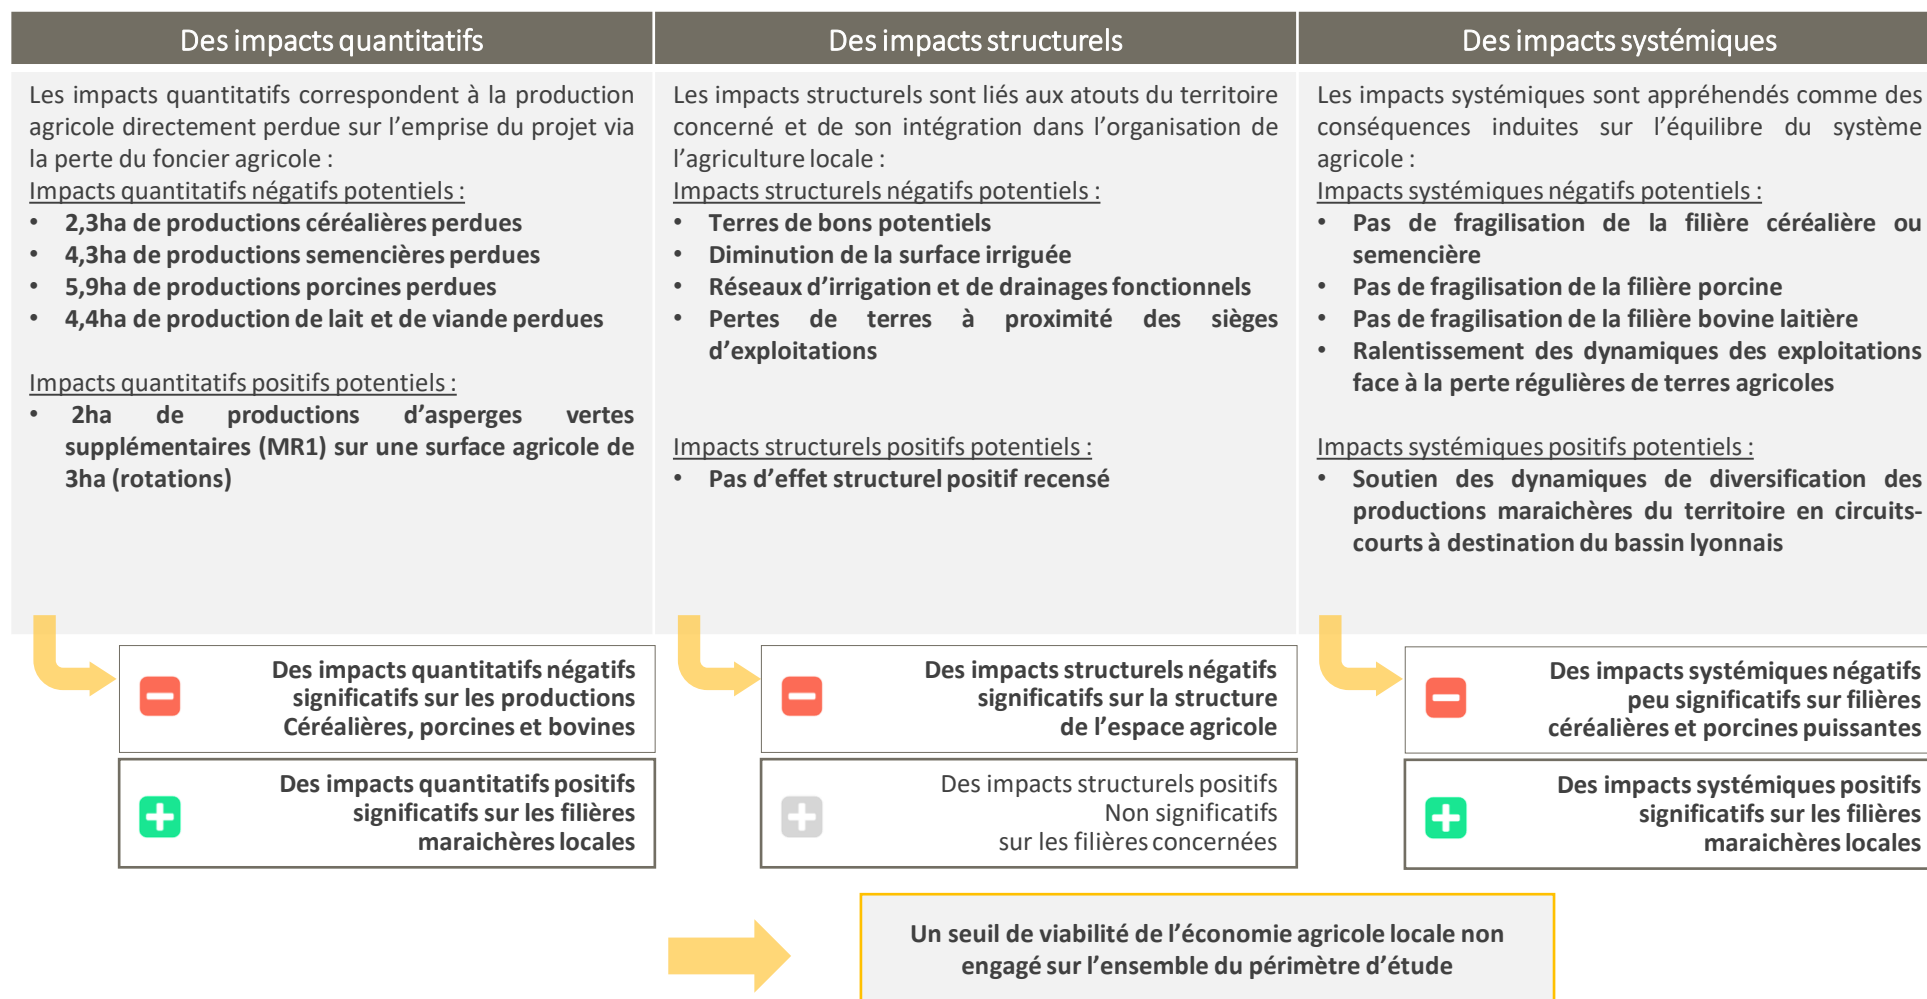 Des impacts quantitatifs
Les impacts quantitatifs correspondent à la production
agricole directement perdue sur l'emprise du projet via
la perte du foncier agricole :
Impacts quantitatifs négatifs potentiels :
• 2,3ha de productions céréalières perdues
• 4,3ha de productions semencières perdues
• 5,9ha de productions porcines perdues
• 4,4ha de production de lait et de viande perdues
Impacts quantitatifs positifs potentiels :
• 2ha de productions d'asperges vertes
supplémentaires (MR1) sur une surface agricole de
3ha (rotations)
Des impacts quantitatifs négatifs
significatifs sur les productions
Céréalières, porcines et bovines
Des impacts quantitatifs positifs
significatifs sur les filières
maraichères locales
Des impacts structurels
Les impacts structurels sont liés aux atouts du territoire
concerné et de son intégration dans l'organisation de
l'agriculture locale :
Impacts structurels négatifs potentiels :
• Terres de bons potentiels
• Diminution de la surface irriguée
• Réseaux d'irrigation et de drainages fonctionnels
• Pertes de terres à proximité des sièges
d'exploitations
Impacts structurels positifs potentiels :
• Pas d'effet structurel positif recensé
Des impacts structurels négatifs
significatifs sur la structure
de l'espace agricole
Des impacts structurels positifs
Non significatifs
sur les filières concernées
Des impacts systémiques
Les impacts systémiques sont appréhendés comme des
conséquences induites sur l'équilibre du système
agricole :
Impacts systémiques négatifs potentiels :
• Pas de fragilisation de la filière céréalière ou
semencière
• Pas de fragilisation de la filière porcine
• Pas de fragilisation de la filière bovine laitière
• Ralentissement des dynamiques des exploitations
face à la perte régulières de terres agricoles
Impacts systémiques positifs potentiels :
• Soutien des dynamiques de diversification des
productions maraichères du territoire en circuits-
courts à destination du bassin lyonnais
Des impacts systémiques négatifs
peu significatifs sur filières
céréalières et porcines puissantes
Des impacts systémiques positifs
significatifs sur les filières
maraichères locales
Un seuil de viabilité de l'économie agricole locale non
engagé sur l'ensemble du périmètre d'étude